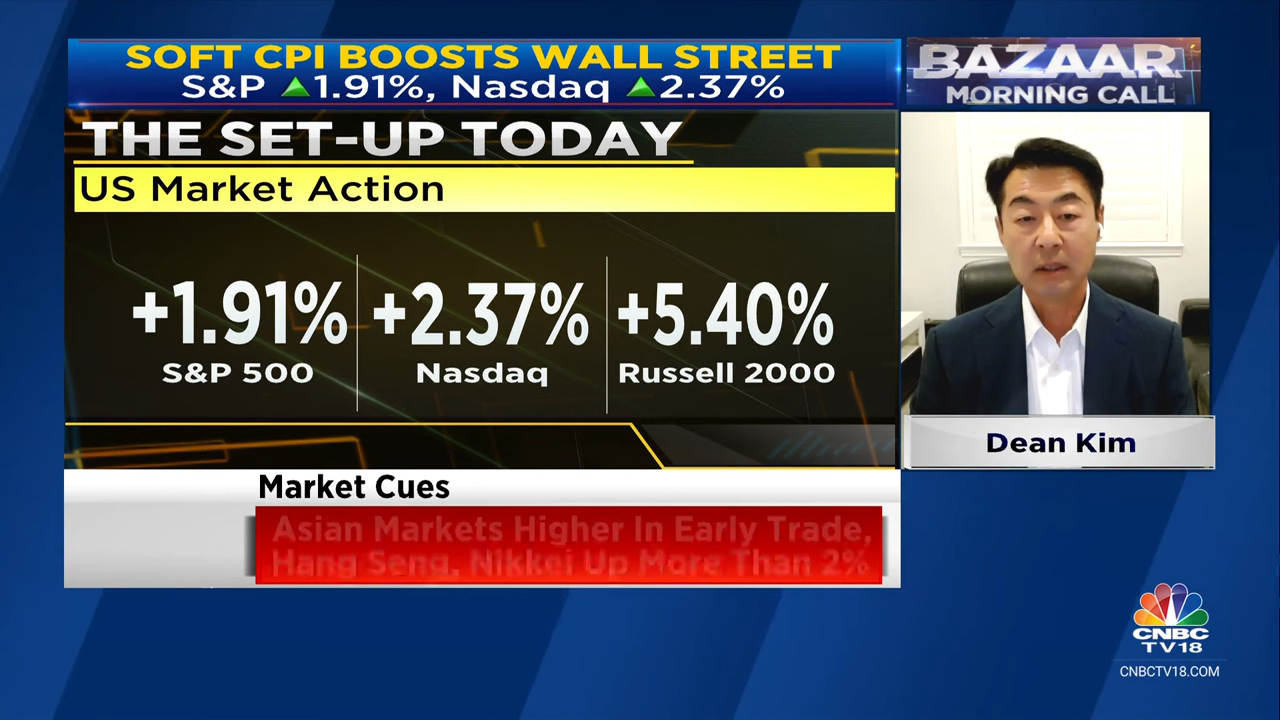 SOFT CPI BOOSTS WALL STREET
S&P ▲1.91%, Nasdaq ▲2.37%
BAZAAR
MORNING CALL
THE SET-UP TODAY
US Market Action
+1.91% +2.37% +5.40%
S&P 500 Nasdaq Russell 2000
Dean Kim
Market Cues
Asian Markets Higher In Early Trade,
Hang Seng, Nikkei Up More Than 2%
CNBC
TV18
CNBCTV18.COM